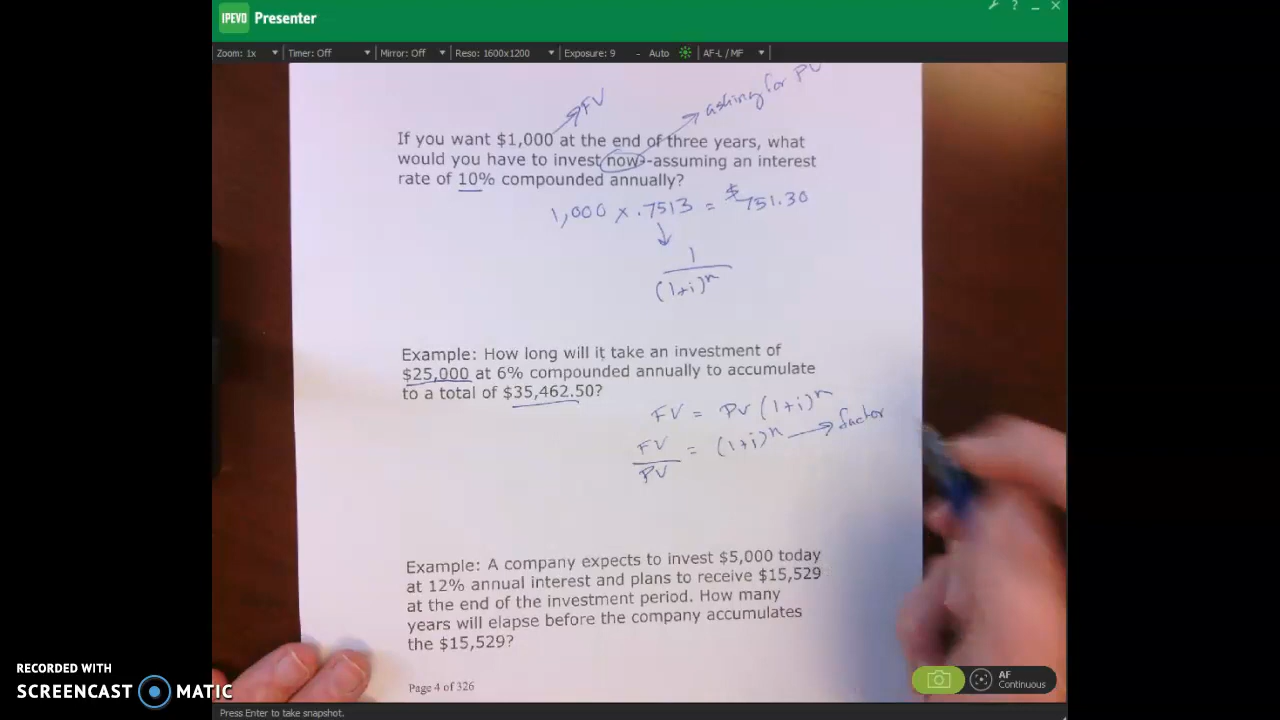 IPEVO Presenter
Zoom: 1x Timer: Off Mirror: Off Reso: 1600x1200 Exposure: 9 - Auto AF-L / MF
FV
asking for PV
If you want $1,000 at the end of three years, what
would you have to invest now--assuming an interest
rate of 10% compounded annually?
1,000 x .7513 = $751.30
1
(1+i)^n
Example: How long will it take an investment of
$25,000 at 6% compounded annually to accumulate
to a total of $35,462.50?
FV = PV (1+i)^n
FV
PV
= (1+i)^n → factor
Example: A company expects to invest $5,000 today
at 12% annual interest and plans to receive $15,529
at the end of the investment period. How many
years will elapse before the company accumulates
the $15,529?
Page 4 of 326
AF
Continuous
RECORDED WITH
SCREENCAST MATIC
Press Enter to take snapshot.